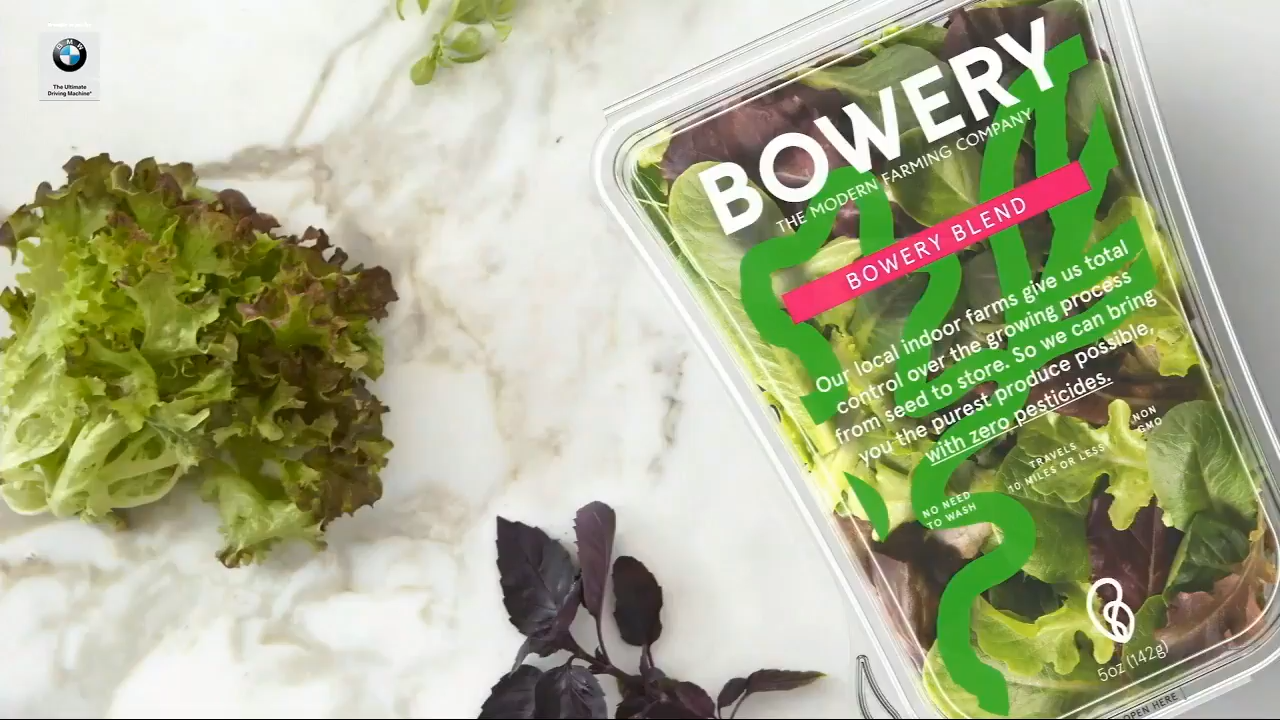 BMW
The Ultimate
Driving Machine®
BOWERY
THE MODERN FARMING COMPANY
BOWERY BLEND
Our local indoor farms give us total
control over the growing process
from seed to store. So we can bring
you the purest produce possible,
with zero pesticides.
NO NEED
TO WASH
TRAVELS
10 MILES OR LESS
NON
GMO
5oz (142g)
OPEN HERE